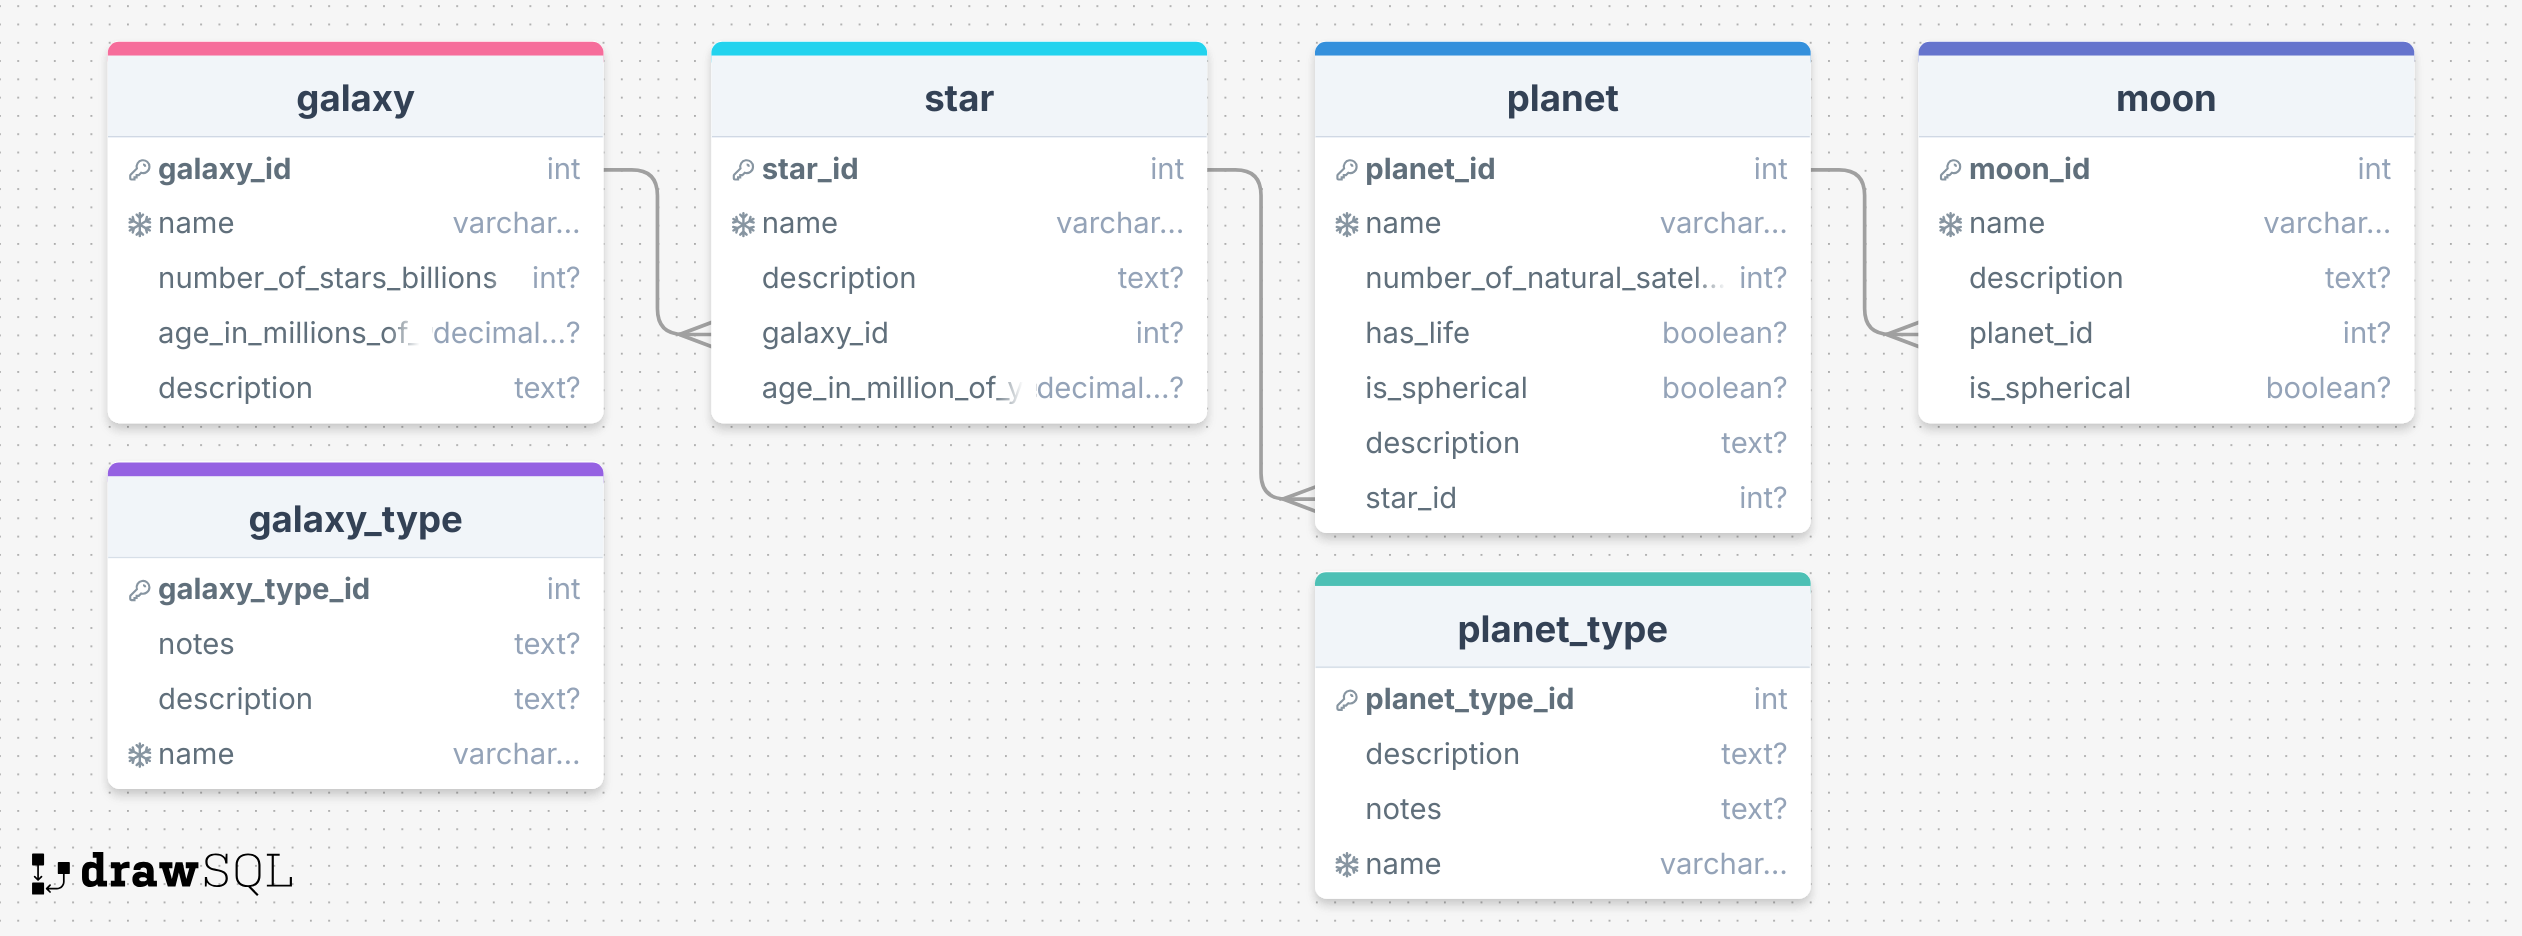 galaxy
galaxy_id int
name varchar...
number_of_stars_billions int?
age_in_millions_of_ decimal...?
description text?
star
star_id int
name varchar...
description text?
galaxy_id int?
age_in_million_of_y decimal...?
planet
planet_id int
name varchar...
number_of_natural_satel... int?
has_life boolean?
is_spherical boolean?
description text?
star_id int?
moon
moon_id int
name varchar...
description text?
planet_id int?
is_spherical boolean?
galaxy_type
galaxy_type_id int
notes text?
description text?
name varchar...
planet_type
planet_type_id int
description text?
notes text?
name varchar...
drawSQL